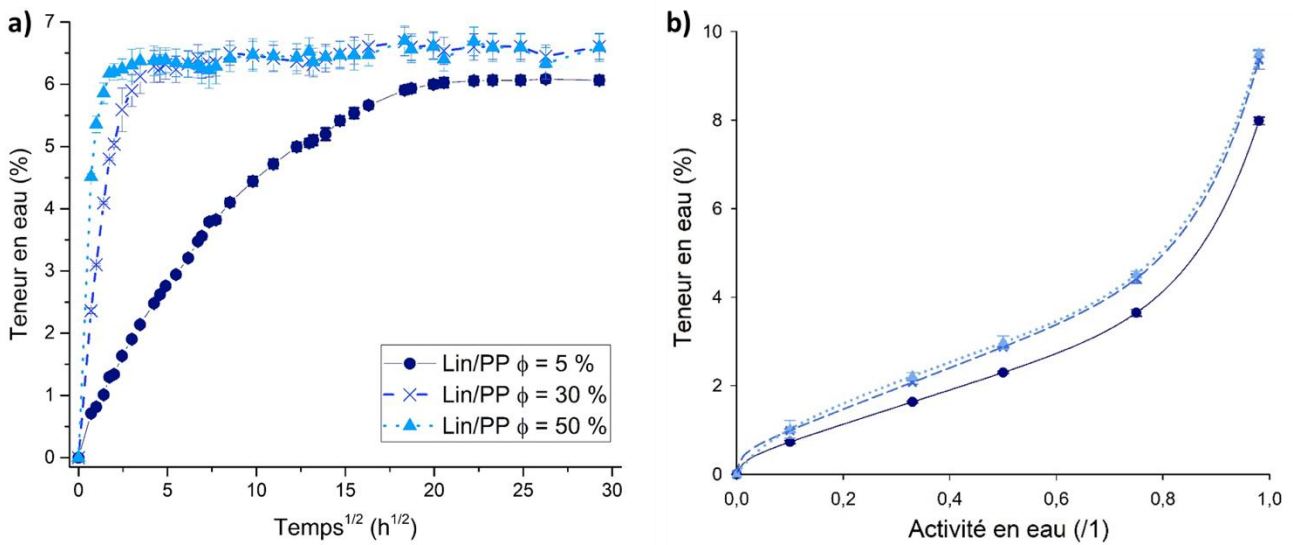 a)
7
6
5
4
3
2
1
0
Teneur en eau (%)
0 5 10 15 20 25 30
Temps1/2 (h1/2)
Lin/PP ϕ = 5 %
Lin/PP ϕ = 30 %
Lin/PP ϕ = 50 %
b)
10
8
6
4
2
0
Teneur en eau (%)
0,0 0,2 0,4 0,6 0,8 1,0
Activité en eau (/1)